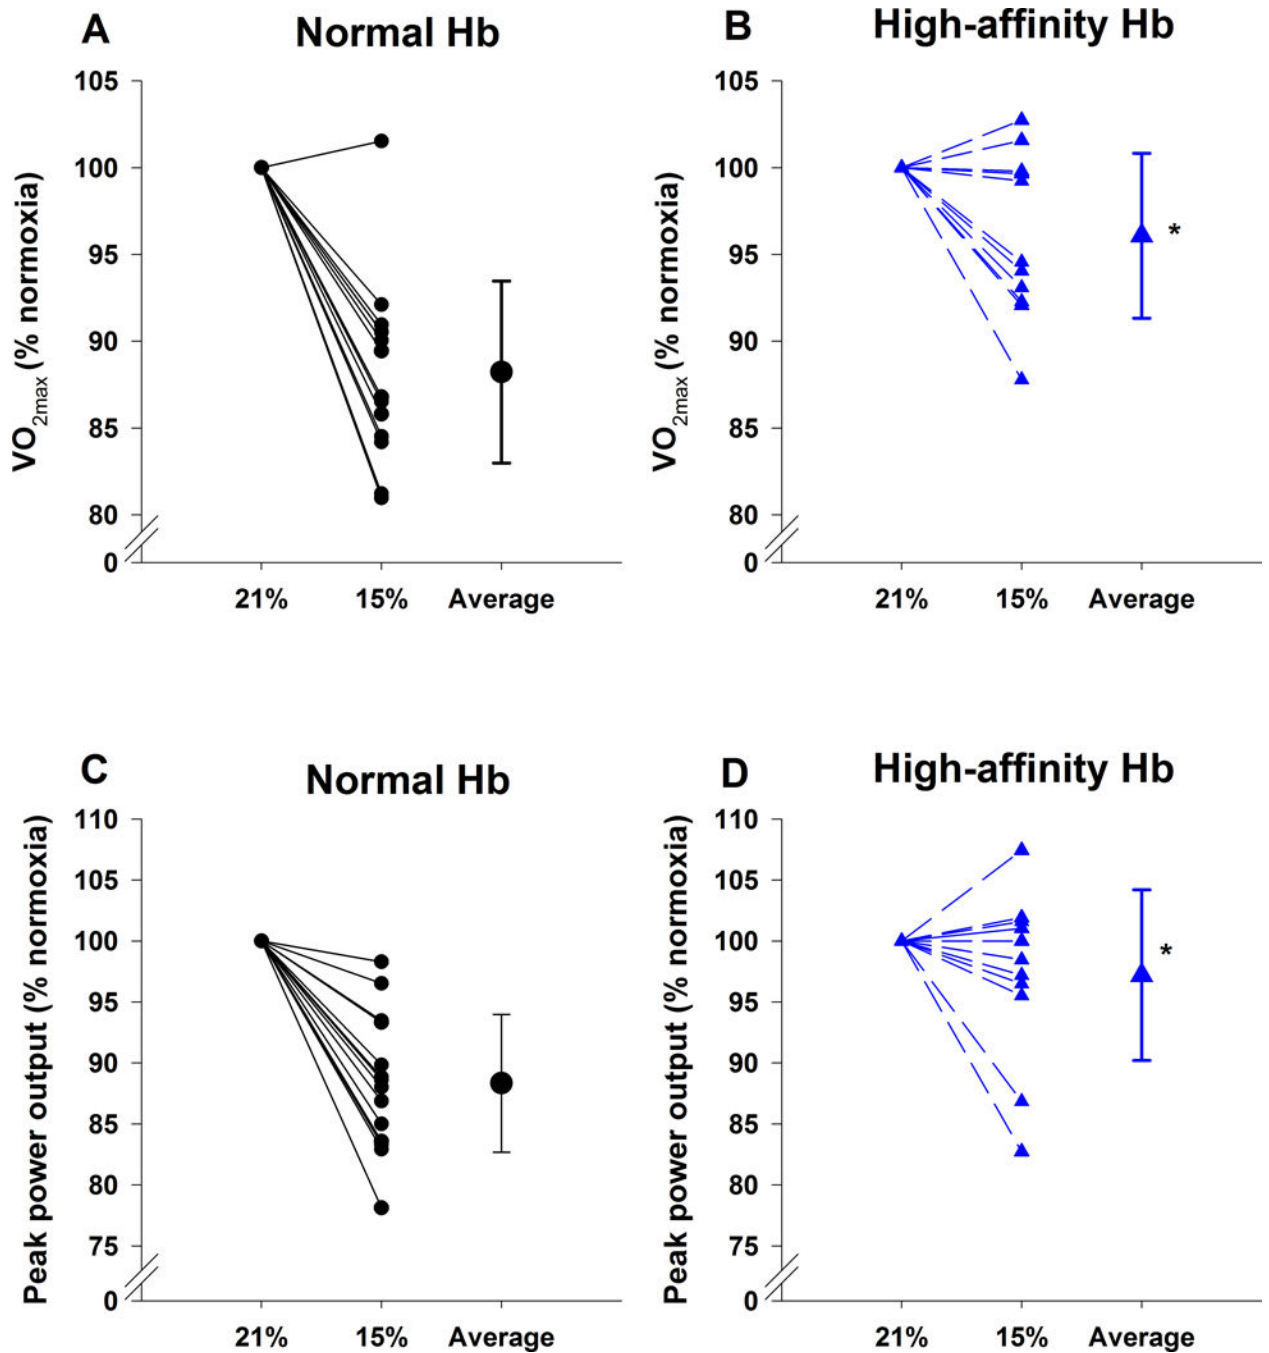 A
Normal Hb
105
100
95
90
85
80
0
VO2max (% normoxia)
21% 15% Average
B
High-affinity Hb
105
100
95
90
85
80
0
VO2max (% normoxia)
*
21% 15% Average
C
Normal Hb
110
105
100
95
90
85
80
75
0
Peak power output (% normoxia)
21% 15% Average
D
High-affinity Hb
110
105
100
95
90
85
80
75
0
Peak power output (% normoxia)
*
21% 15% Average